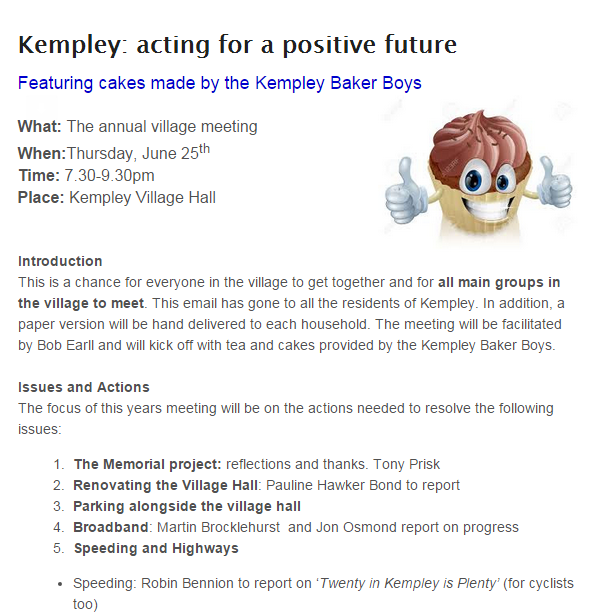 Kempley: acting for a positive future
Featuring cakes made by the Kempley Baker Boys
What: The annual village meeting
When:Thursday, June 25th
Time: 7.30-9.30pm
Place: Kempley Village Hall
Introduction
This is a chance for everyone in the village to get together and for all main groups in
the village to meet. This email has gone to all the residents of Kempley. In addition, a
paper version will be hand delivered to each household. The meeting will be facilitated
by Bob Earll and will kick off with tea and cakes provided by the Kempley Baker Boys.
Issues and Actions
The focus of this years meeting will be on the actions needed to resolve the following
issues:
1. The Memorial project: reflections and thanks. Tony Prisk
2. Renovating the Village Hall: Pauline Hawker Bond to report
3. Parking alongside the village hall
4. Broadband: Martin Brocklehurst  and Jon Osmond report on progress
5. Speeding and Highways
• Speeding: Robin Bennion to report on ‘Twenty in Kempley is Plenty’ (for cyclists
too)